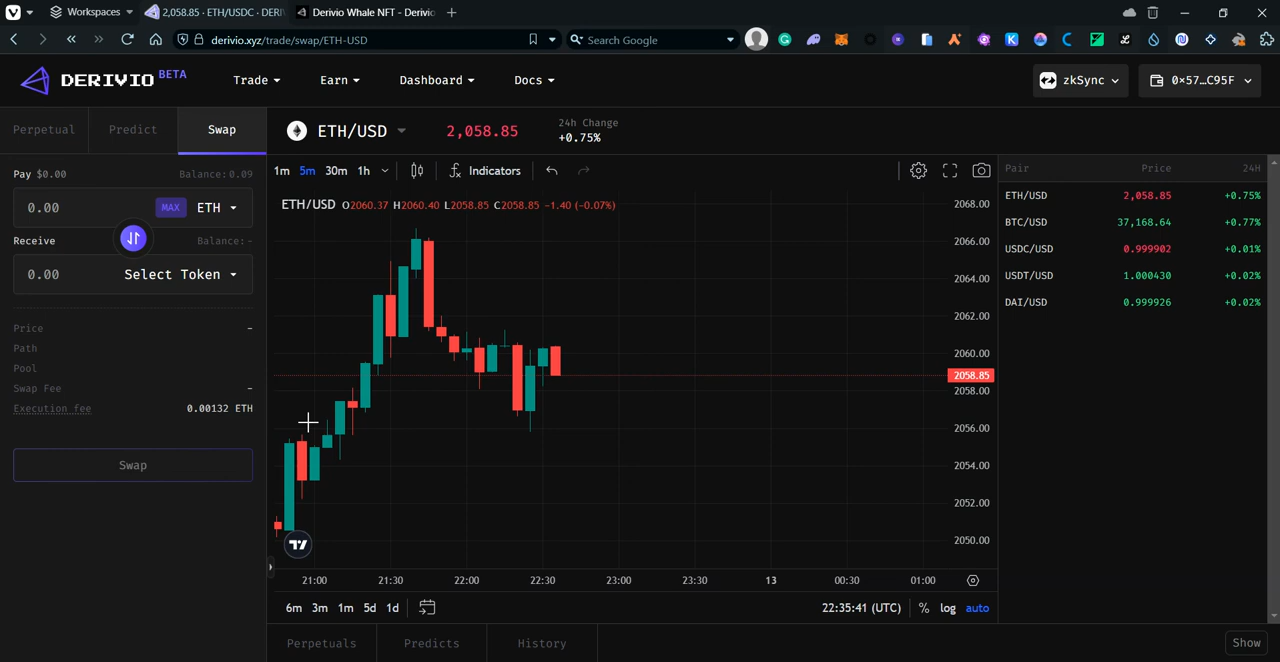 Workspaces
2,058.85 · ETH/USDC · DERI
Derivio Whale NFT - Derivio
derivio.xyz/trade/swap/ETH-USD
Search Google
DERIVIO BETA
Trade
Earn
Dashboard
Docs
zkSync
0×57...C95F
Perpetual
Predict
Swap
Pay $0.00
Balance:0.09
0.00
MAX
ETH
Receive
Balance:-
0.00
Select Token
Price
-
Path
Pool
Swap Fee
-
Execution fee
0.00132 ETH
Swap
ETH/USD
2,058.85
24h Change
+0.75%
1m 5m 30m 1h
Indicators
ETH/USD O2060.37 H2060.40 L2058.85 C2058.85 −1.40 (−0.07%)
2068.00
2066.00
2064.00
2062.00
2060.00
2058.85
2058.00
2056.00
2054.00
2052.00
2050.00
21:00 21:30 22:00 22:30 23:00 23:30 13 00:30 01:00
6m 3m 1m 5d 1d
22:35:41 (UTC)
% log auto
Pair Price 24H
ETH/USD 2,058.85 +0.75%
BTC/USD 37,168.64 +0.77%
USDC/USD 0.999902 +0.01%
USDT/USD 1.000430 +0.02%
DAI/USD 0.999926 +0.02%
Perpetuals
Predicts
History
Show